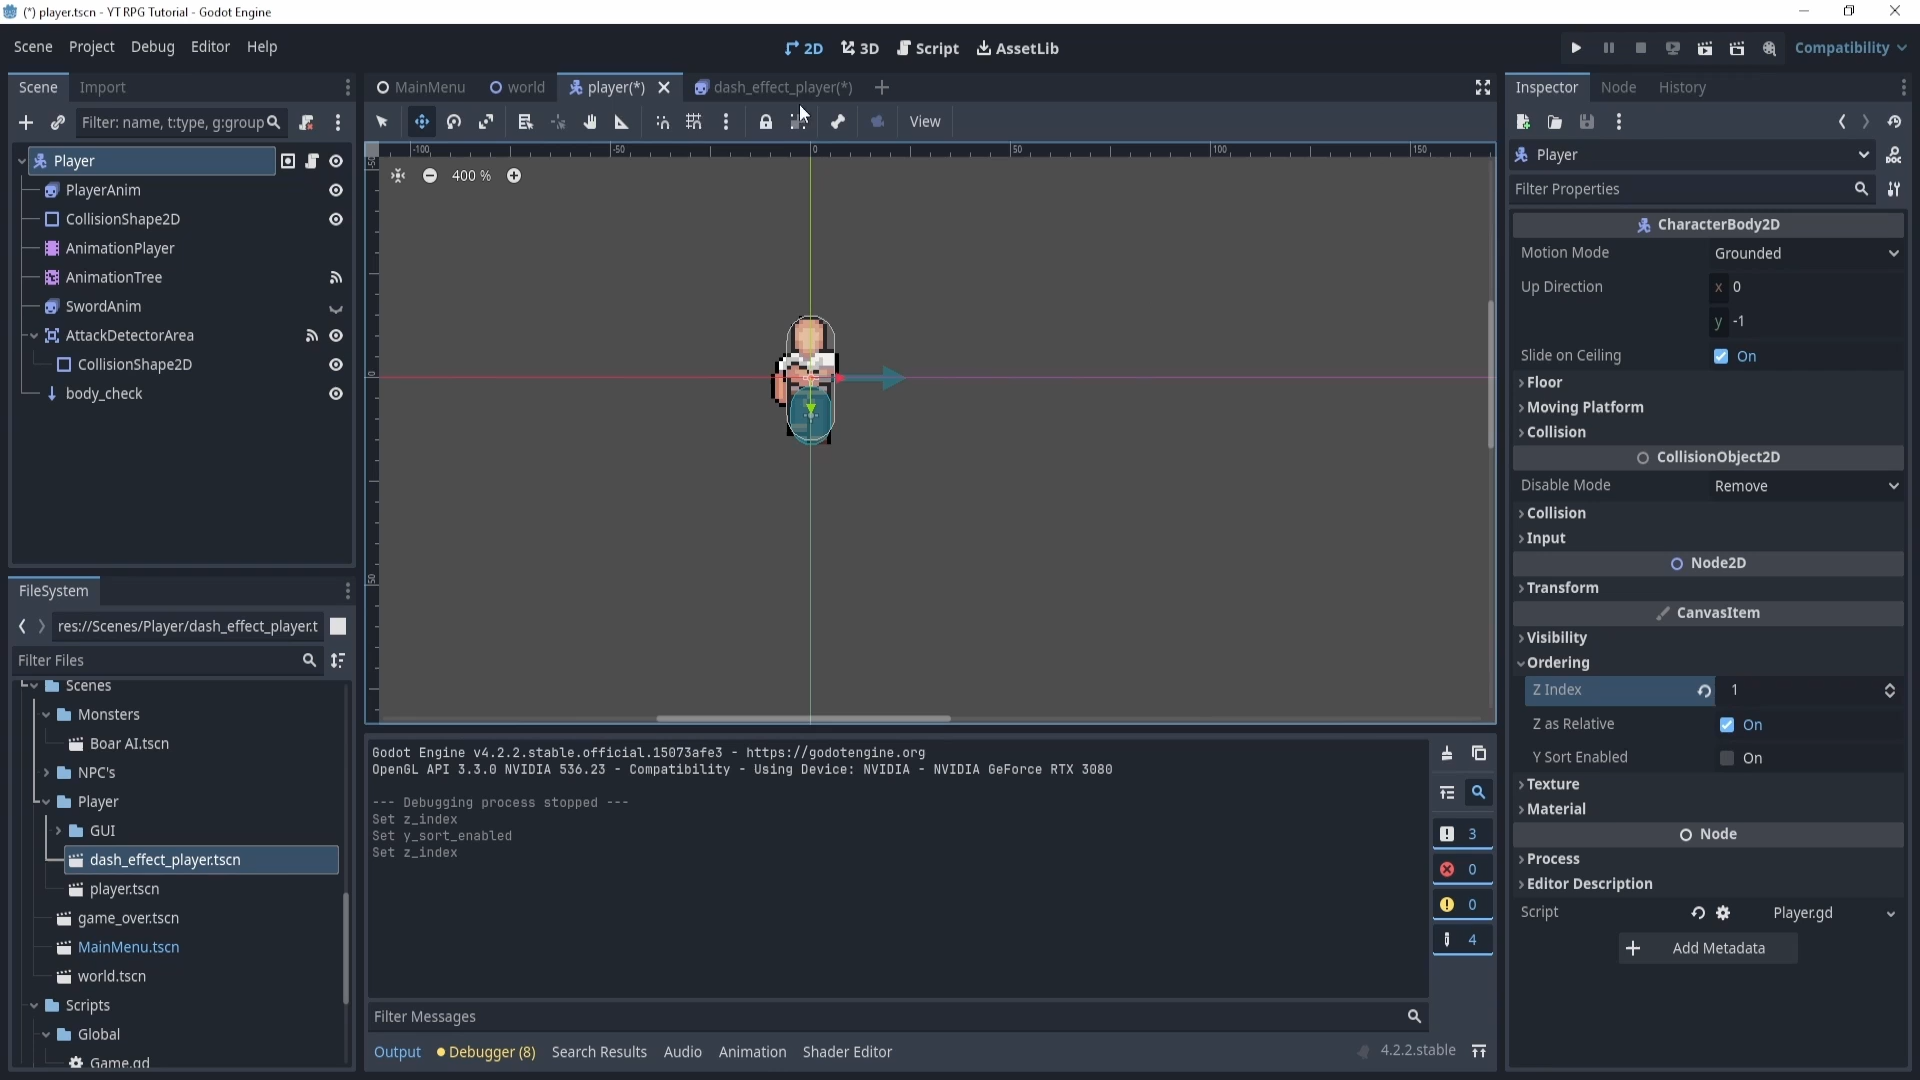 (*) player.tscn - YT RPG Tutorial - Godot Engine
Scene Project Debug Editor Help
2D 3D Script AssetLib
Compatibility
Scene Import
MainMenu world player(*) dash_effect_player(*)
Inspector Node History
Filter: name, t:type, g:group
View
Player
PlayerAnim
CollisionShape2D
AnimationPlayer
AnimationTree
SwordAnim
AttackDetectorArea
CollisionShape2D
body_check
-100 -50 0 50 100 150
400 %
0
50
Player
Filter Properties
CharacterBody2D
Motion Mode Grounded
Up Direction x 0
y -1
Slide on Ceiling On
Floor
Moving Platform
Collision
CollisionObject2D
Disable Mode Remove
Collision
Input
Node2D
Transform
CanvasItem
Visibility
Ordering
Z Index 1
Z as Relative On
Y Sort Enabled On
Texture
Material
Node
Process
Editor Description
Script Player.gd
Add Metadata
FileSystem
res://Scenes/Player/dash_effect_player.t
Filter Files
Scenes
Monsters
Boar AI.tscn
NPC's
Player
GUI
dash_effect_player.tscn
player.tscn
game_over.tscn
MainMenu.tscn
world.tscn
Scripts
Global
Game.gd
Godot Engine v4.2.2.stable.official.15073afe3 - https://godotengine.org
OpenGL API 3.3.0 NVIDIA 536.23 - Compatibility - Using Device: NVIDIA - NVIDIA GeForce RTX 3080
--- Debugging process stopped ---
Set z_index
Set y_sort_enabled
Set z_index
3
0
0
4
Filter Messages
Output Debugger (8) Search Results Audio Animation Shader Editor
4.2.2.stable